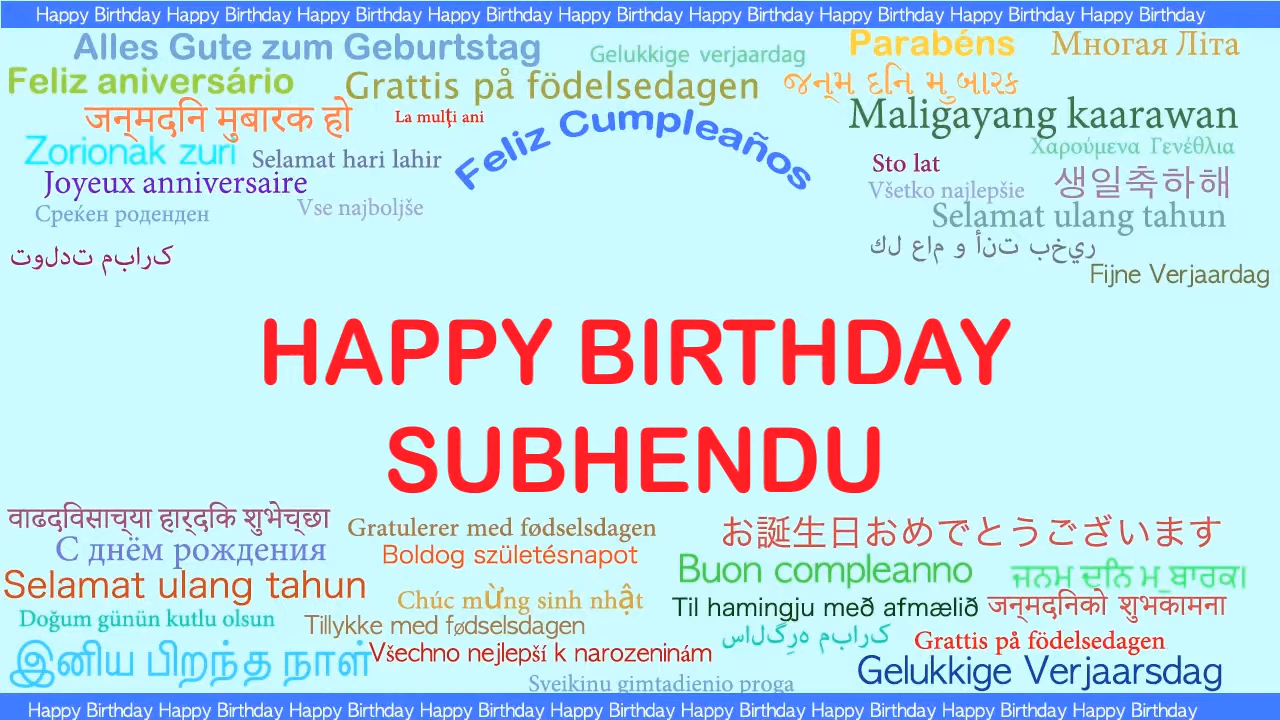 Happy Birthday Happy Birthday Happy Birthday Happy Birthday Happy Birthday Happy Birthday Happy Birthday Happy Birthday Happy Birthday
Alles Gute zum Geburtstag
Gelukkige verjaardag
Parabéns
Многая Літа
Feliz aniversário
Grattis på födelsedagen
જન્મ દિન મુબારક
जन्मदिन मुबारक हो
La mulţi ani
Feliz Cumpleaños
Maligayang kaarawan
Zorionak zuri
Selamat hari lahir
Sto lat
Χαρούμενα Γενέθλια
Joyeux anniversaire
Všetko najlepšie
생일축하해
Среќен роденден
Vse najboljše
Selamat ulang tahun
تولدت مبارک
كل عام و أنت بخير
Fijne Verjaardag
HAPPY BIRTHDAY
SUBHENDU
वाढदिवसाच्या हार्दिक शुभेच्छा
Gratulerer med fødselsdagen
お誕生日おめでとうございます
С днём рождения
Boldog születésnapot
Buon compleanno
ਜਨਮ ਦਿਨ ਮੁਬਾਰਕ।
Selamat ulang tahun
Chúc mừng sinh nhật
Til hamingju með afmælið
जन्मदिनको शुभकामना
Doğum günün kutlu olsun
Tillykke med fødselsdagen
سالگِرہ مبارک
Grattis på födelsedagen
இனிய பிறந்த நாள்
Všechno nejlepší k narozeninám
Gelukkige Verjaarsdag
Sveikinu gimtadienio proga
Happy Birthday Happy Birthday Happy Birthday Happy Birthday Happy Birthday Happy Birthday Happy Birthday Happy Birthday Happy Birthday